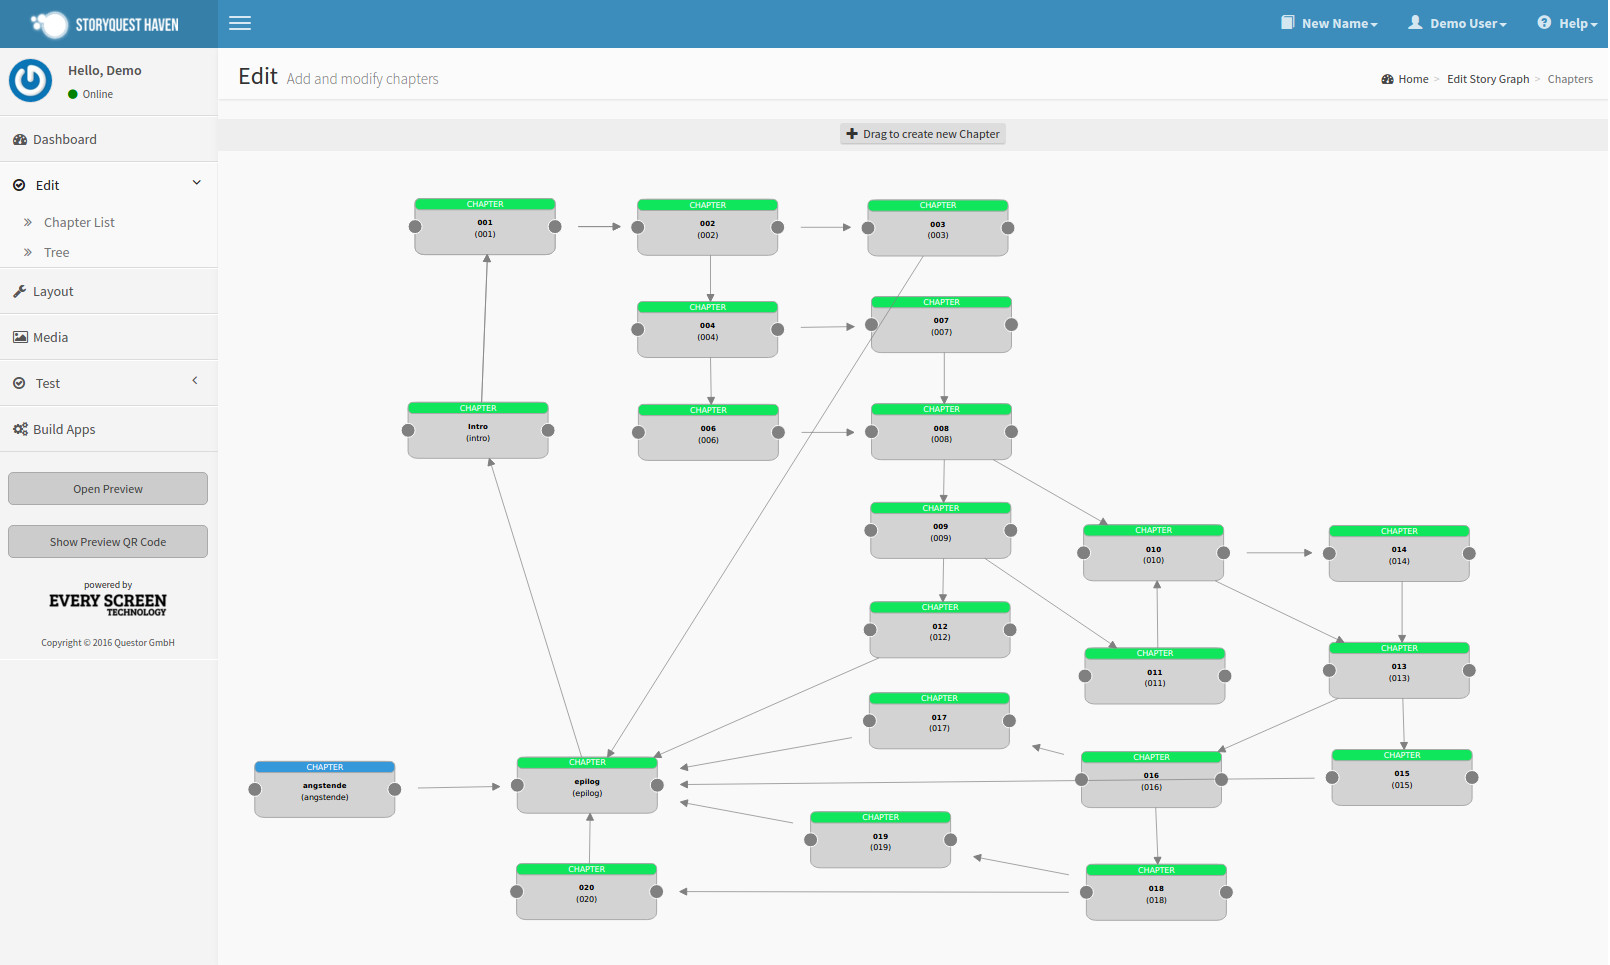 STORYQUEST HAVEN
New Name
Demo User
Help
Hello, Demo
Online
Edit Add and modify chapters
Home > Edit Story Graph > Chapters
Drag to create new Chapter
Dashboard
Edit
Chapter List
Tree
Layout
Media
Test
Build Apps
Open Preview
Show Preview QR Code
powered by
EVERY SCREEN
TECHNOLOGY
Copyright © 2016 Questor GmbH
CHAPTER
001
(001)
CHAPTER
002
(002)
CHAPTER
003
(003)
CHAPTER
004
(004)
CHAPTER
007
(007)
CHAPTER
Intro
(intro)
CHAPTER
006
(006)
CHAPTER
008
(008)
CHAPTER
009
(009)
CHAPTER
010
(010)
CHAPTER
014
(014)
CHAPTER
012
(012)
CHAPTER
011
(011)
CHAPTER
013
(013)
CHAPTER
017
(017)
CHAPTER
angstende
(angstende)
CHAPTER
epilog
(epilog)
CHAPTER
016
(016)
CHAPTER
015
(015)
CHAPTER
019
(019)
CHAPTER
020
(020)
CHAPTER
018
(018)